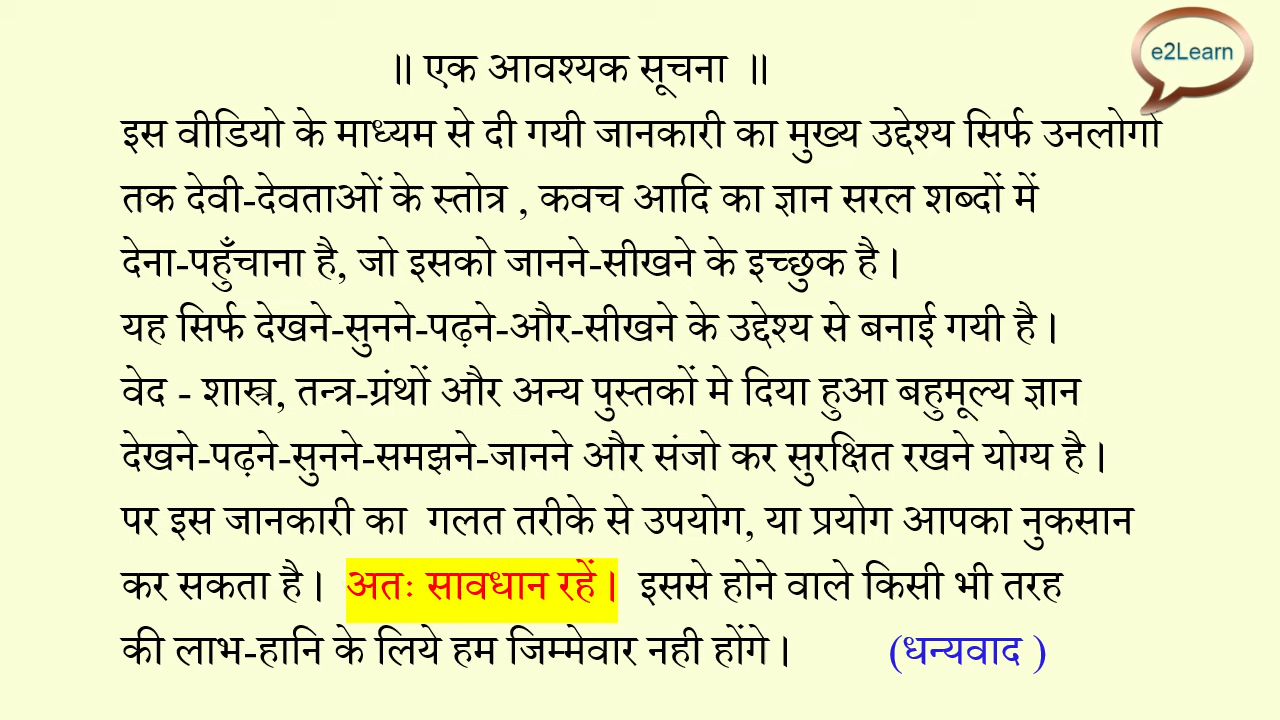 ॥ एक आवश्यक सूचना ॥
e2Learn
इस वीडियो के माध्यम से दी गयी जानकारी का मुख्य उद्देश्य सिर्फ उनलोगो
तक देवी-देवताओं के स्तोत्र , कवच आदि का ज्ञान सरल शब्दों में
देना-पहुँचाना है, जो इसको जानने-सीखने के इच्छुक है।
यह सिर्फ देखने-सुनने-पढ़ने-और-सीखने के उद्देश्य से बनाई गयी है।
वेद - शास्त्र, तन्त्र-ग्रंथों और अन्य पुस्तकों मे दिया हुआ बहुमूल्य ज्ञान
देखने-पढ़ने-सुनने-समझने-जानने और संजो कर सुरक्षित रखने योग्य है।
पर इस जानकारी का गलत तरीके से उपयोग, या प्रयोग आपका नुकसान
कर सकता है। अतः सावधान रहें। इससे होने वाले किसी भी तरह
की लाभ-हानि के लिये हम जिम्मेवार नही होंगे। (धन्यवाद )